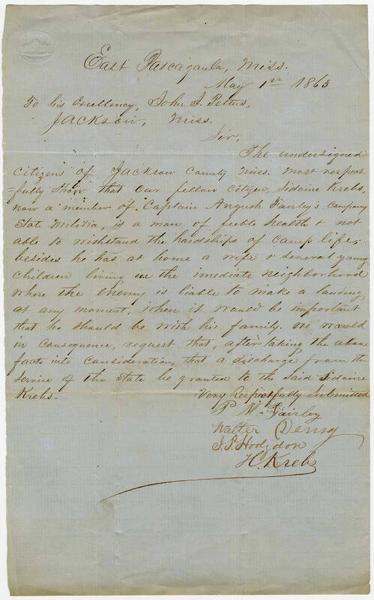 East Pascagoula, Miss.
May 1st 1863
To his Excellency, John J. Pettus,
Jackson, Miss.
Sir,
The undersigned
citizens of Jackson County Miss. most respect
-fully show that our fellow citizen, Sidoine Krebs,
now a member of Captain Angush Fairly's Company
State Militia, is a man of feeble health & not
able to withstand the hardships of camp life,
besides he has at home a wife & several young
children living in the imediate neighborhood
where the enemy is liable to make a landing
at any moment, when it would be important
that he should be with his family. We would
in consequence, request that, after taking the above
facts into consideration, that a discharge from the
service of the State be granted to the said Sidoine
Krebs.
Very Respectfully submitted
P. W. Fairley
Walter Denny
S. S. Hodgdon
H. Krebs